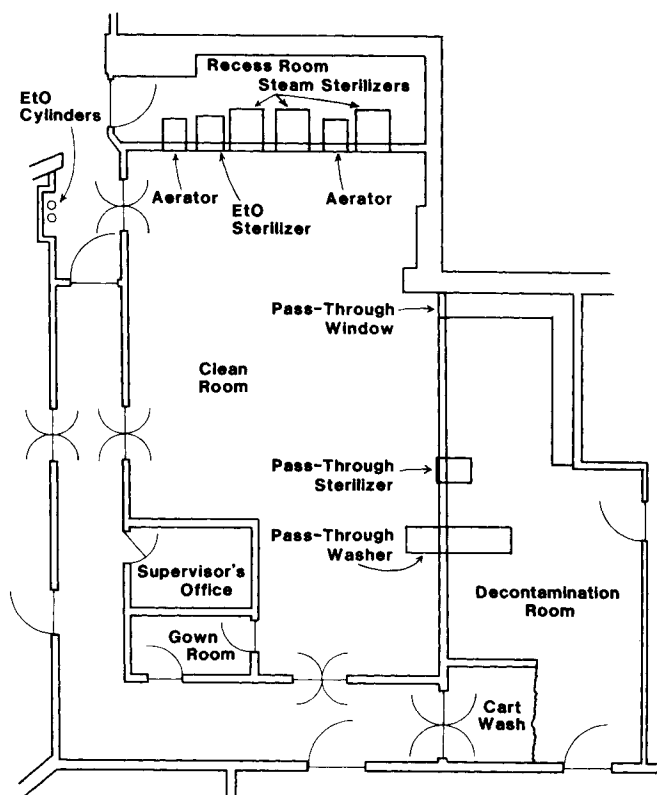 Recess Room
Steam Sterilizers
EtO
Cylinders
Aerator
EtO
Sterilizer
Aerator
Pass-Through
Window
Clean
Room
Pass-Through
Sterilizer
Pass-Through
Washer
Supervisor's
Office
Decontamination
Room
Gown
Room
Cart
Wash